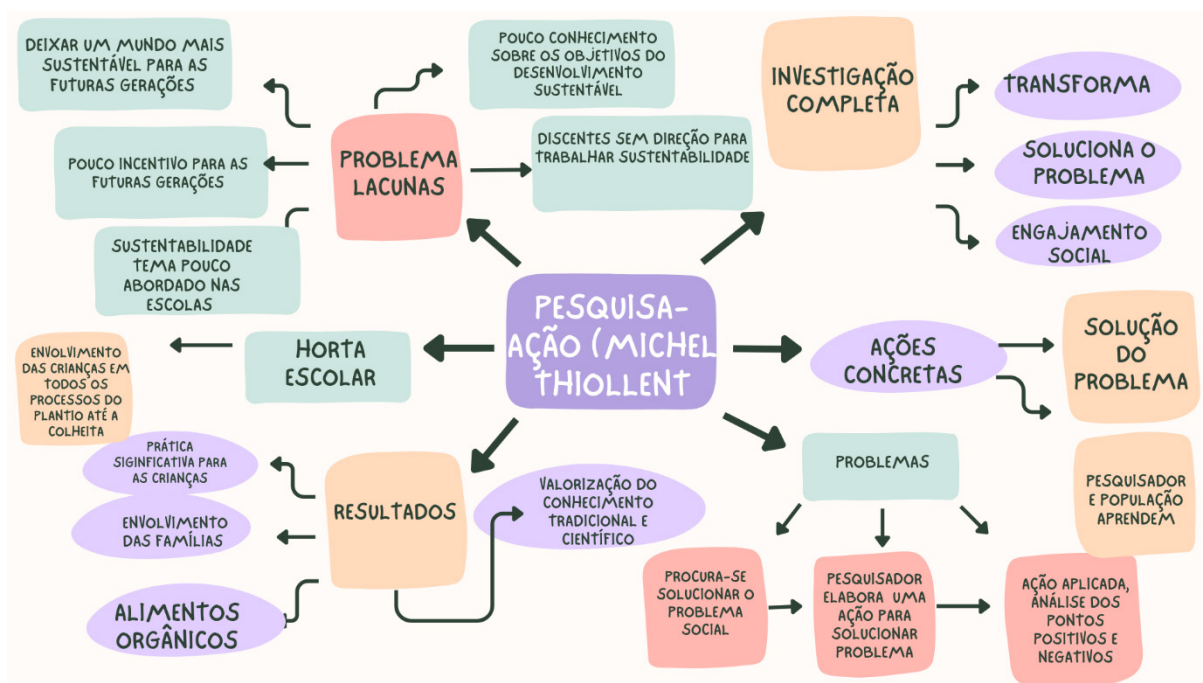 DEIXAR UM MUNDO MAIS
SUSTENTÁVEL PARA AS
FUTURAS GERAÇÕES
POUCO CONHECIMENTO
SOBRE OS OBJETIVOS DO
DESENVOLVIMENTO
SUSTENTÁVEL
POUCO INCENTIVO PARA AS
FUTURAS GERAÇÕES
PROBLEMA
LACUNAS
DISCENTES SEM DIREÇÃO PARA
TRABALHAR SUSTENTABILIDADE
SUSTENTABILIDADE
TEMA POUCO
ABORDADO NAS
ESCOLAS
INVESTIGAÇÃO
COMPLETA
TRANSFORMA
SOLUCIONA O
PROBLEMA
ENGAJAMENTO
SOCIAL
PESQUISA-
AÇÃO (MICHEL
THIOLLENT
HORTA
ESCOLAR
ENVOLVIMENTO
DAS CRIANÇAS EM
TODOS OS
PROCESSOS DO
PLANTIO ATÉ A
COLHEITA
AÇÕES
CONCRETAS
SOLUÇÃO
DO
PROBLEMA
PESQUISADOR
E POPULAÇÃO
APRENDEM
RESULTADOS
PRÁTICA
SIGINFICATIVA PARA
AS CRIANÇAS
ENVOLVIMENTO
DAS FAMÍLIAS
ALIMENTOS
ORGÂNICOS
VALORIZAÇÃO DO
CONHECIMENTO
TRADICIONAL E
CIENTÍFICO
PROBLEMAS
PROCURA-SE
SOLUCIONAR O
PROBLEMA
SOCIAL
PESQUISADOR
ELABORA UMA
AÇÃO PARA
SOLUCIONAR
PROBLEMA
AÇÃO APLICADA,
ANÁLISE DOS
PONTOS
POSITIVOS E
NEGATIVOS